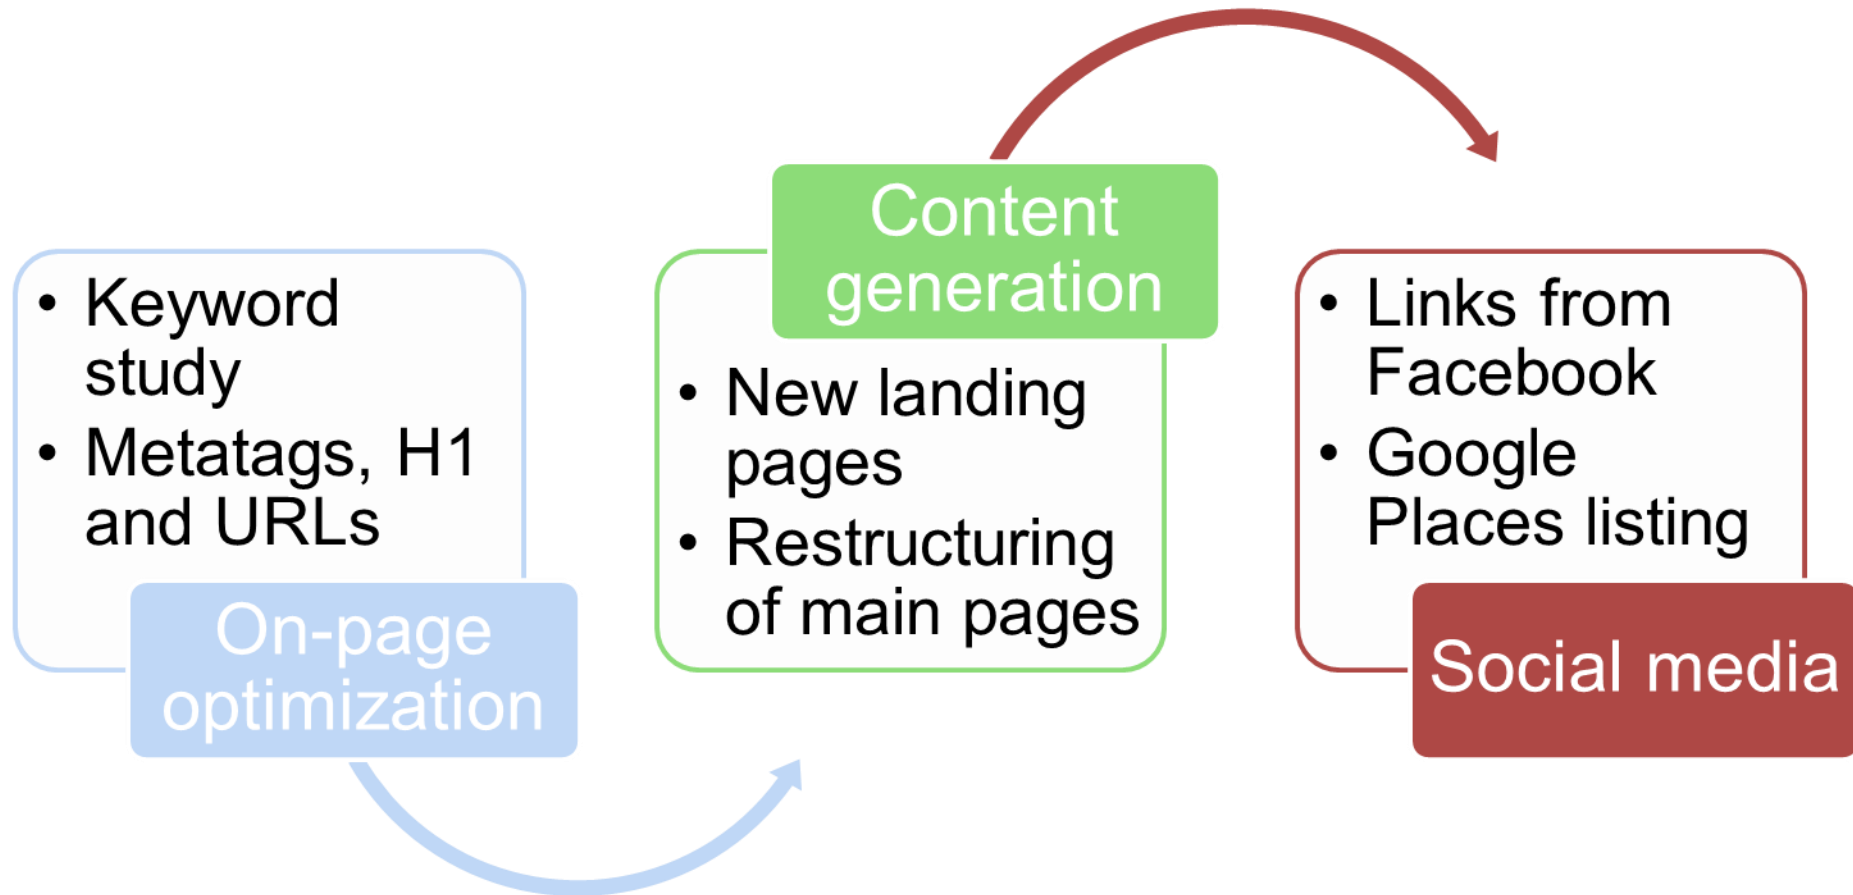 • Keyword
study
• Metatags, H1
and URLs
On-page
optimization
Content
generation
• New landing
pages
• Restructuring
of main pages
• Links from
Facebook
• Google
Places listing
Social media